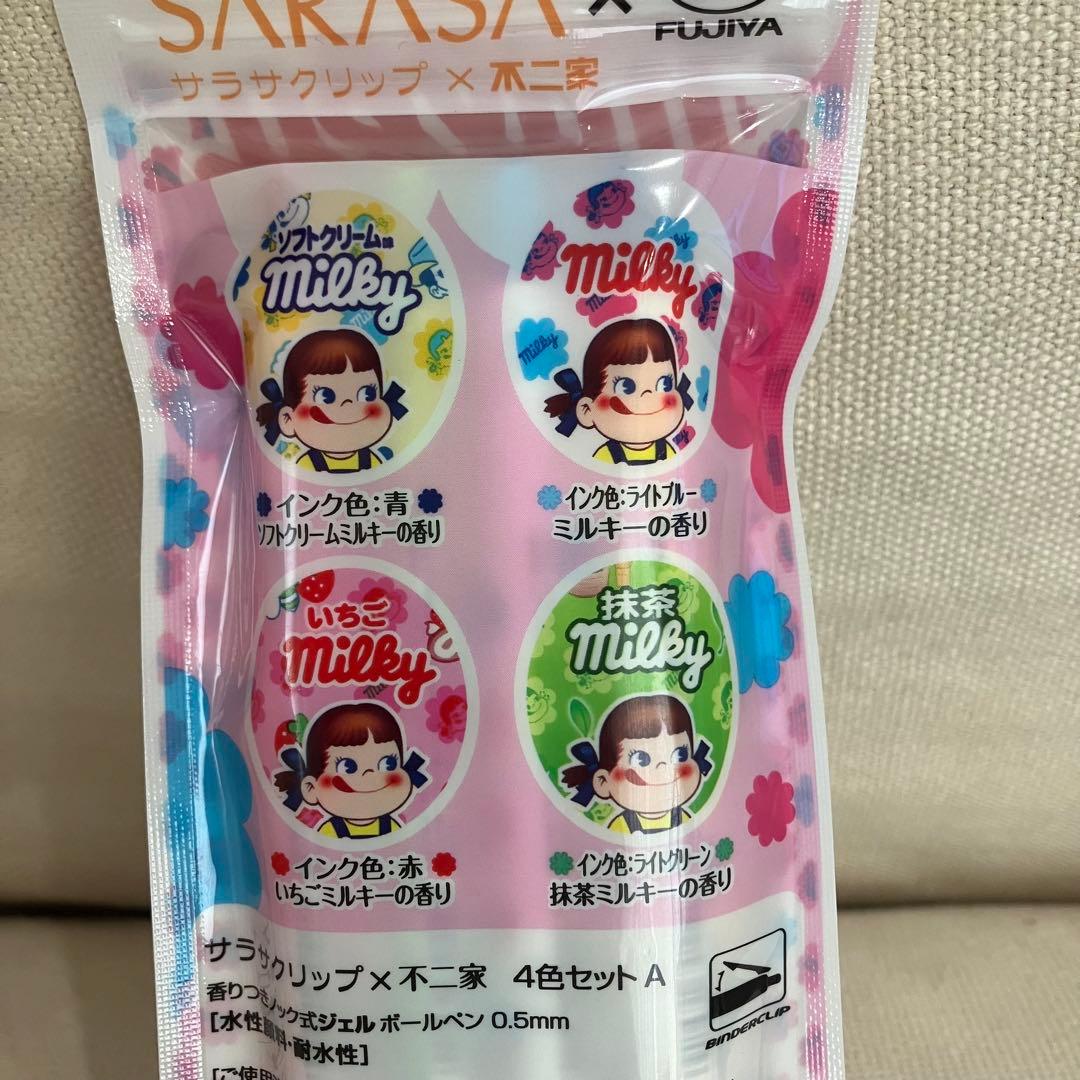 SARASA × FUJIYA
サラサクリップ × 不二家
ソフトクリーム味
milky
milky
インク色:青
ソフトクリームミルキーの香り
インク色:ライトブルー
ミルキーの香り
いちご
milky
抹茶
milky
インク色:赤
いちごミルキーの香り
インク色:ライトグリーン
抹茶ミルキーの香り
サラサクリップ×不二家 4色セットA
香りつきノック式ジェルボールペン 0.5mm
[水性顔料・耐水性]
BINDERCLIP
[ご使用